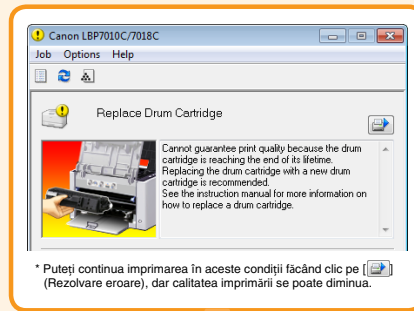 Canon LBP7010C/7018C
Job Options Help
Replace Drum Cartridge
Cannot guarantee print quality because the drum
cartridge is reaching the end of its lifetime.
Replacing the drum cartridge with a new drum
cartridge is recommended.
See the instruction manual for more information on
how to replace a drum cartridge.
* Puteți continua imprimarea în aceste condiții făcând clic pe [ ]
(Rezolvare eroare), dar calitatea imprimării se poate diminua.